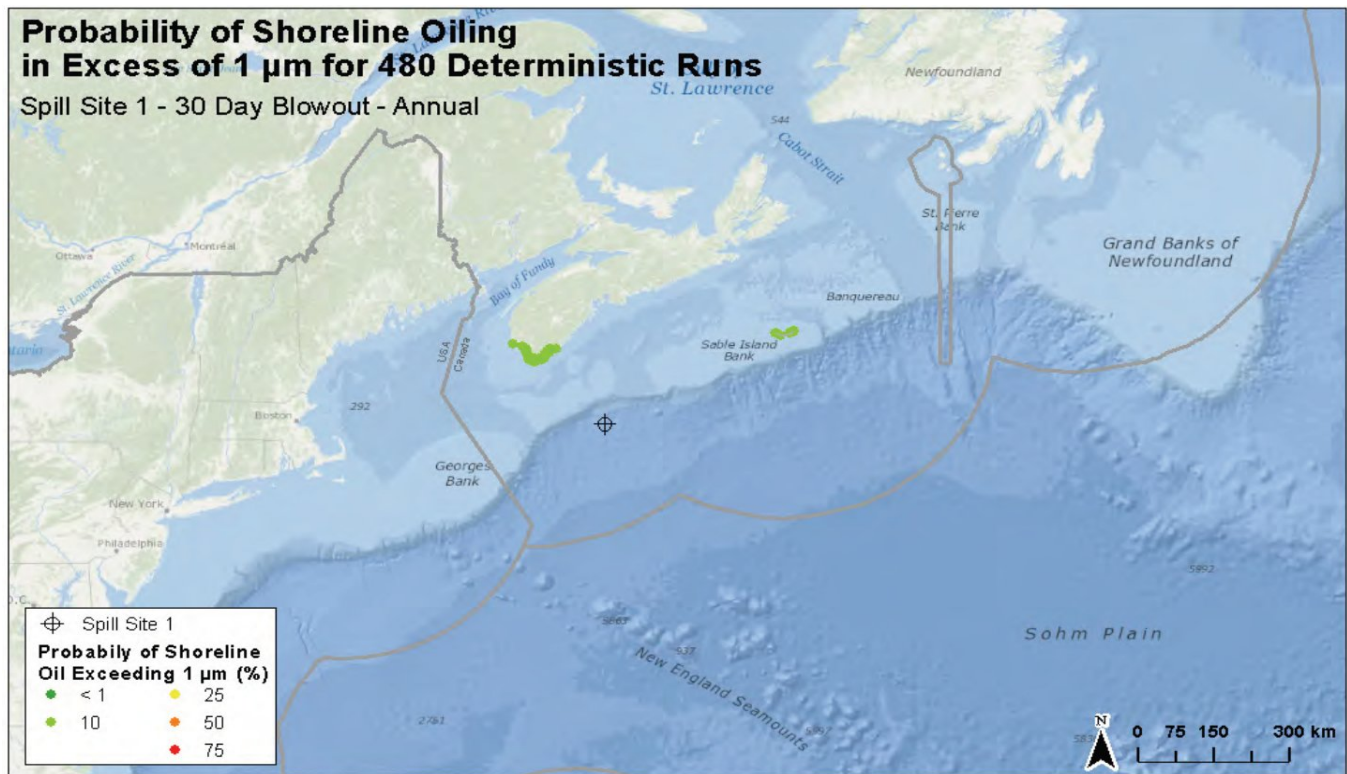 Probability of Shoreline Oiling
in Excess of 1 µm for 480 Deterministic Runs
Spill Site 1 - 30 Day Blowout - Annual
St. Lawrence
Newfoundland
544
Cabot Strait
St. Pierre
Bank
Grand Banks of
Newfoundland
Montréal
Ottawa
St. Lawrence River
Bay of Fundy
Banquereau
Sable Island
Bank
USA
Canada
292
Boston
Georges
Bank
New York
Philadelphia
5992
Sohm Plain
937
New England Seamounts
2761
Spill Site 1
Probabily of Shoreline
Oil Exceeding 1 µm (%)
< 1
25
10
50
75
N
0 75 150 300 km